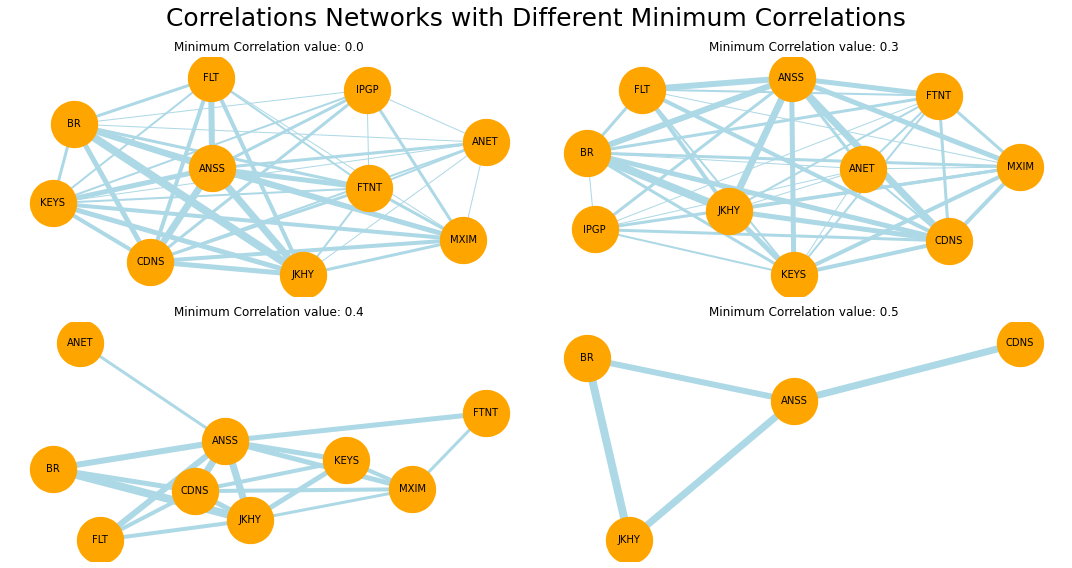 Correlations Networks with Different Minimum Correlations
Minimum Correlation value: 0.0
FLT
IPGP
BR
ANET
ANSS
FTNT
KEYS
MXIM
CDNS
JKHY
Minimum Correlation value: 0.3
ANSS
FLT
FTNT
BR
MXIM
ANET
JKHY
IPGP
CDNS
KEYS
Minimum Correlation value: 0.4
ANET
FTNT
ANSS
KEYS
BR
MXIM
CDNS
JKHY
FLT
Minimum Correlation value: 0.5
CDNS
BR
ANSS
JKHY